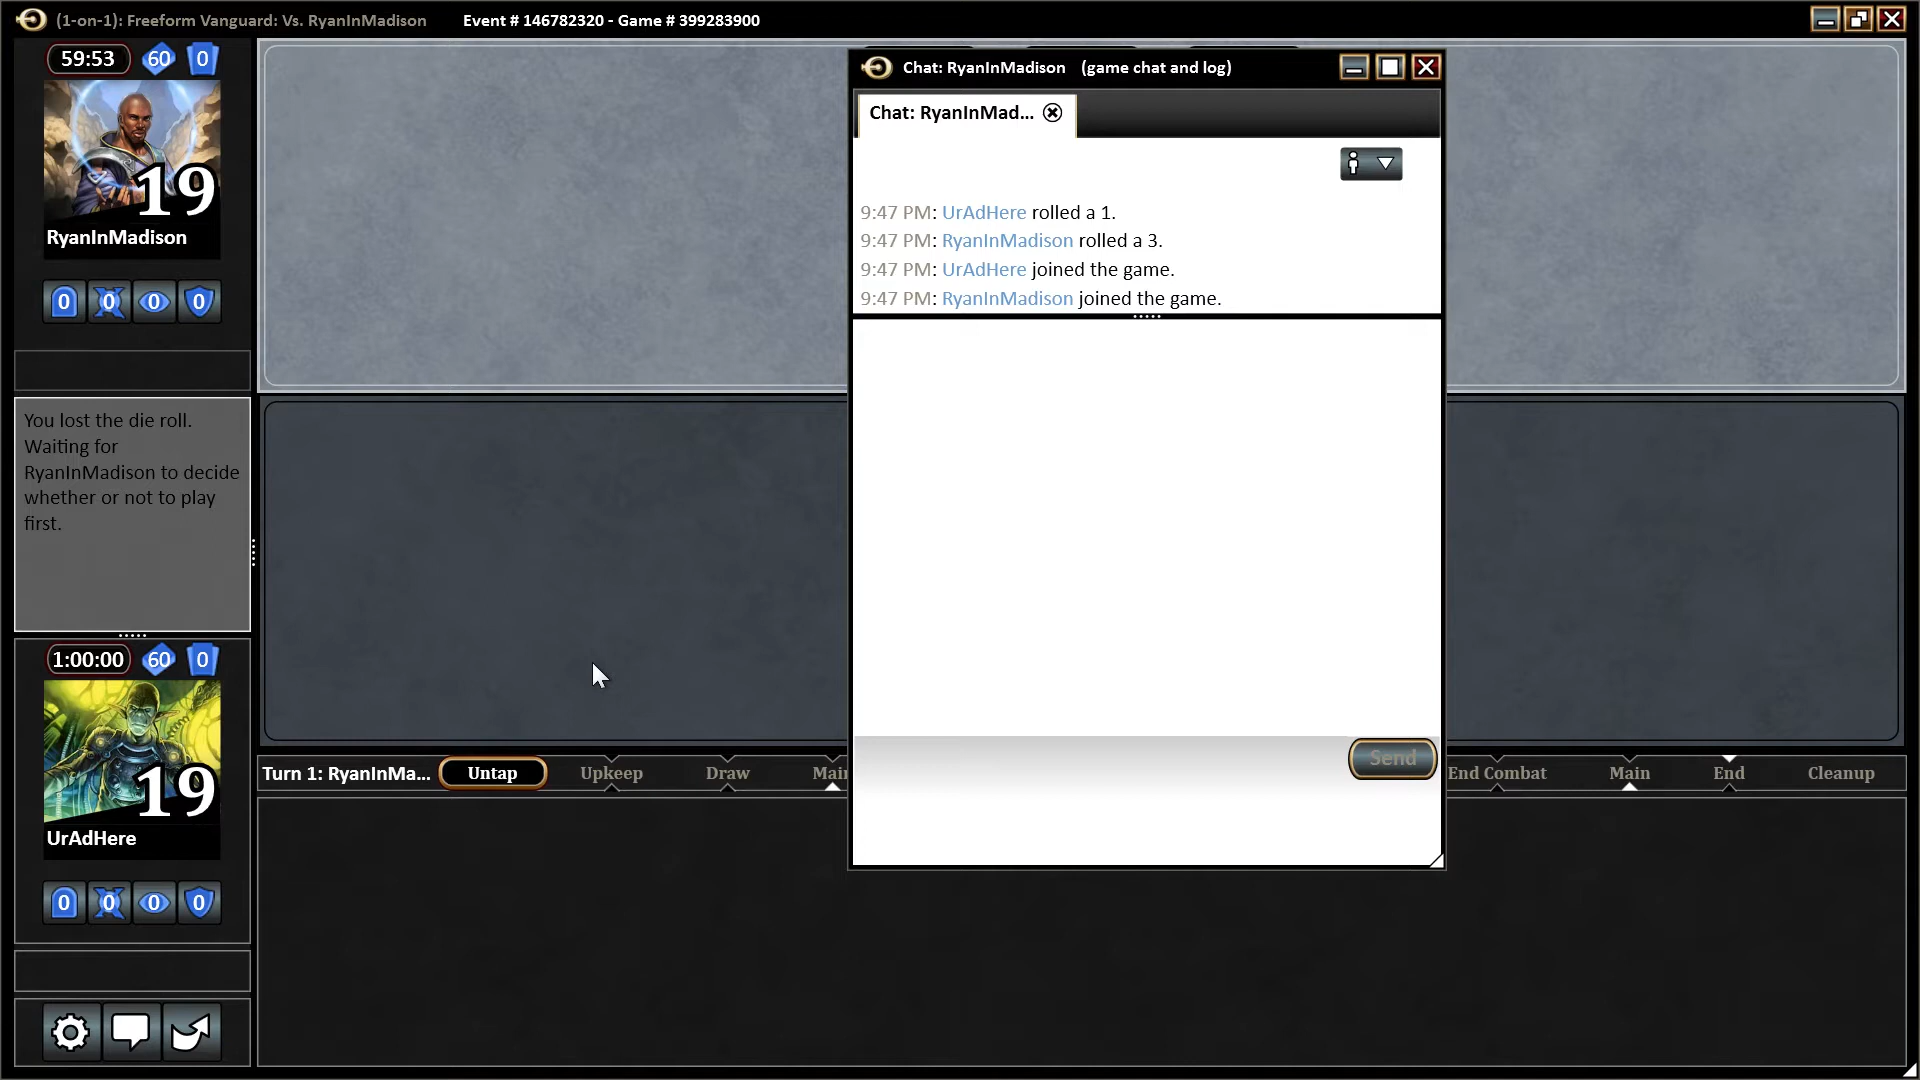 (1-on-1): Freeform Vanguard: Vs. RyanInMadison Event # 146782320 - Game # 399283900
59:53 60 0
19
RyanInMadison
0 0 0 0
You lost the die roll.
Waiting for
RyanInMadison to decide
whether or not to play
first.
1:00:00 60 0
19
UrAdHere
0 0 0 0
Chat: RyanInMadison (game chat and log)
Chat: RyanInMad...
9:47 PM: UrAdHere rolled a 1.
9:47 PM: RyanInMadison rolled a 3.
9:47 PM: UrAdHere joined the game.
9:47 PM: RyanInMadison joined the game.
Send
Turn 1: RyanInMa... Untap Upkeep Draw Main End Combat Main End Cleanup